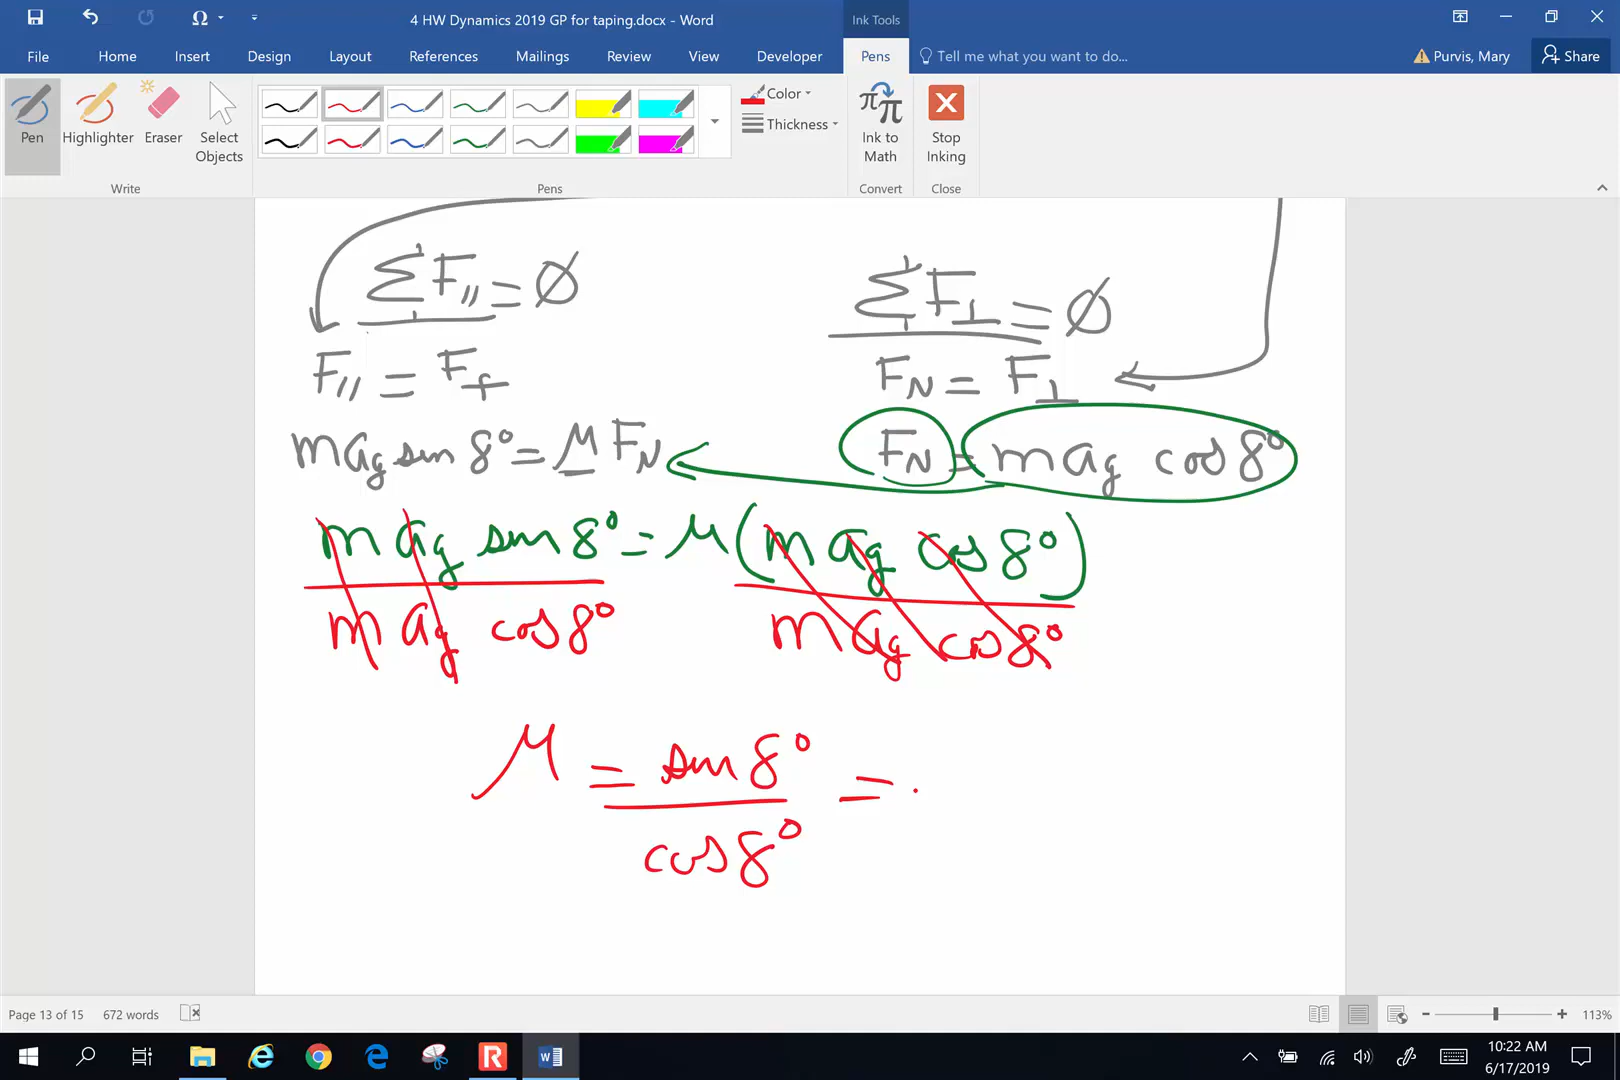 4 HW Dynamics 2019 GP for taping.docx - Word
Ink Tools
File Home Insert Design Layout References Mailings Review View Developer Pens Tell me what you want to do... Purvis, Mary Share
Pen Highlighter Eraser Select Objects
Color
Thickness
Ink to Math
Stop Inking
Write Pens Convert Close
ΣF// = ∅
ΣF⊥ = ∅
F// = Ff
FN = F⊥
mag sin 8° = μ FN
FN = mag cos 8°
mag sin 8° = μ (mag cos 8°)
mag cos 8° mag cos 8°
μ = sin 8° = .
cos 8°
Page 13 of 15 672 words 113%
10:22 AM
6/17/2019